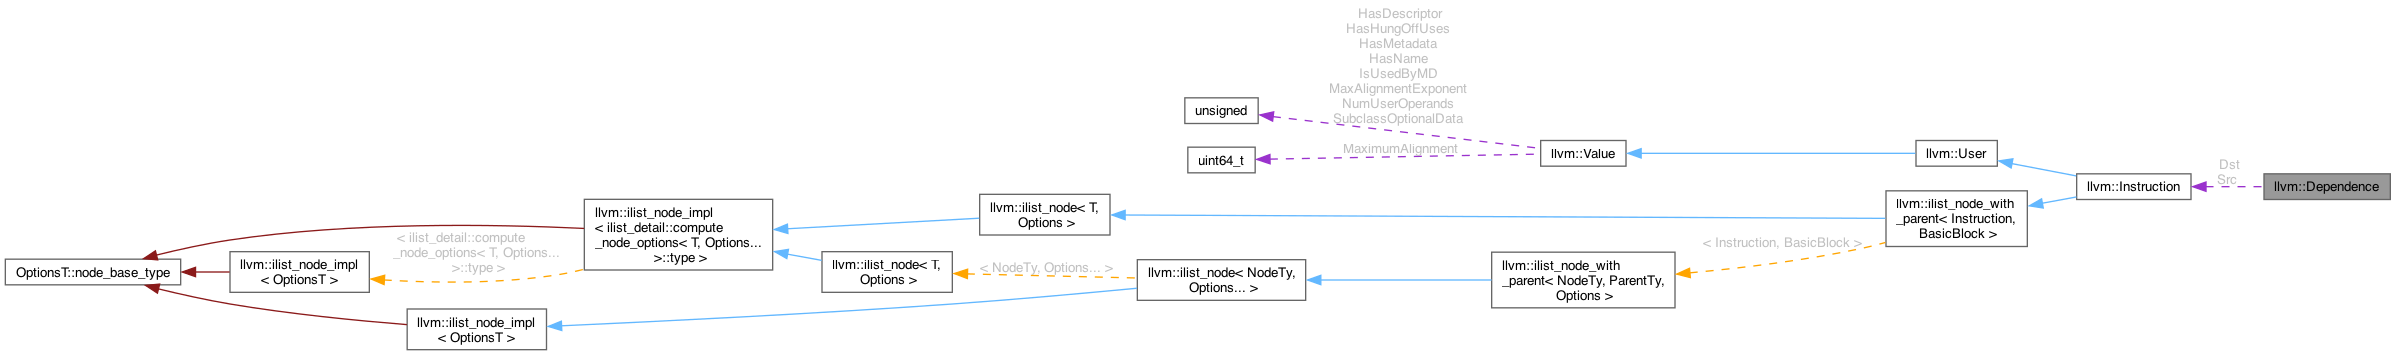 HasDescriptor
HasHungOffUses
HasMetadata
HasName
IsUsedByMD
MaxAlignmentExponent
NumUserOperands
SubclassOptionalData
unsigned
uint64_t
MaximumAlignment
llvm::Value
llvm::User
Dst
Src
llvm::Instruction
llvm::Dependence
llvm::ilist_node_impl
< ilist_detail::compute
_node_options< T, Options...
>::type >
llvm::ilist_node< T,
Options >
llvm::ilist_node_with
_parent< Instruction,
BasicBlock >
< ilist_detail::compute
_node_options< T, Options...
>::type >
OptionsT::node_base_type
llvm::ilist_node_impl
< OptionsT >
llvm::ilist_node< T,
Options >
< NodeTy, Options... >
llvm::ilist_node< NodeTy,
Options... >
llvm::ilist_node_with
_parent< NodeTy, ParentTy,
Options >
< Instruction, BasicBlock >
llvm::ilist_node_impl
< OptionsT >